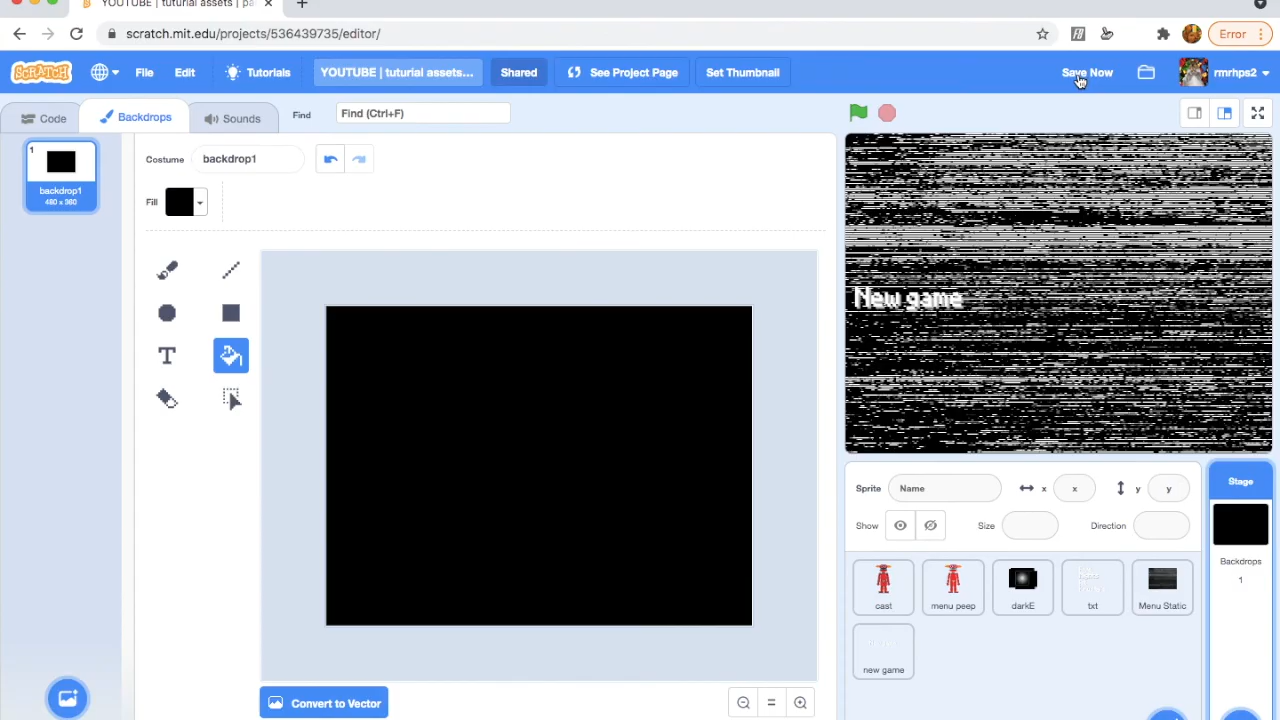 YOUTUBE | tuturial assets | pa
scratch.mit.edu/projects/536439735/editor/
Error
SCRATCH
File
Edit
Tutorials
YOUTUBE | tuturial assets...
Shared
See Project Page
Set Thumbnail
Save Now
rmrhps2
Code
Backdrops
Sounds
Find
Find (Ctrl+F)
1
backdrop1
480 x 360
Costume
backdrop1
Fill
T
Convert to Vector
New game
Sprite
Name
x
x
y
y
Show
Size
Direction
Stage
Backdrops
1
cast
menu peep
darkE
txt
Menu Static
new game